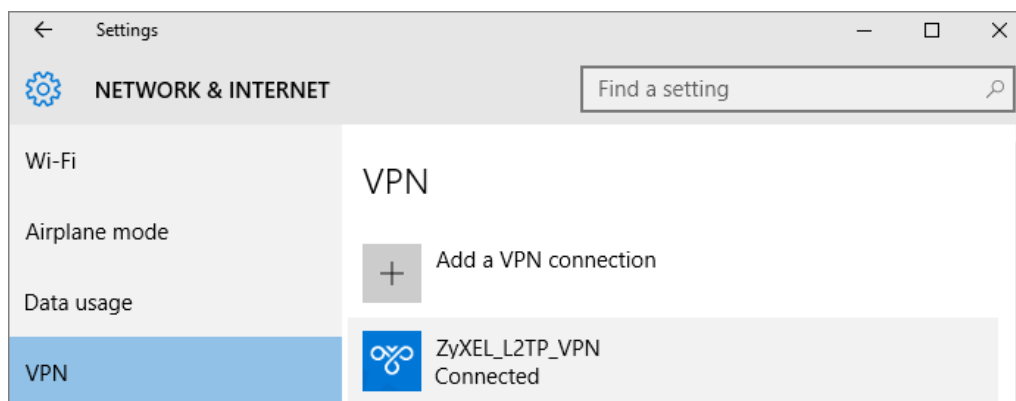 Settings
NETWORK & INTERNET
Find a setting
Wi-Fi
Airplane mode
Data usage
VPN
VPN
Add a VPN connection
ZyXEL_L2TP_VPN
Connected